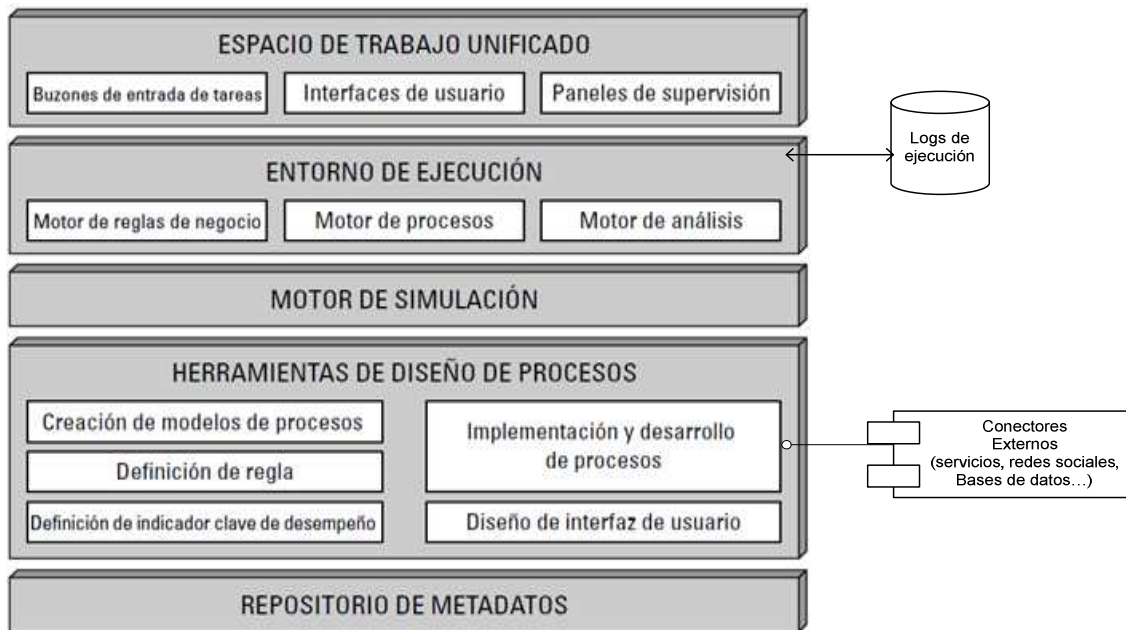 ESPACIO DE TRABAJO UNIFICADO
Buzones de entrada de tareas
Interfaces de usuario
Paneles de supervisión
ENTORNO DE EJECUCIÓN
Motor de reglas de negocio
Motor de procesos
Motor de análisis
Logs de
ejecución
MOTOR DE SIMULACIÓN
HERRAMIENTAS DE DISEÑO DE PROCESOS
Creación de modelos de procesos
Definición de regla
Definición de indicador clave de desempeño
Implementación y desarrollo
de procesos
Diseño de interfaz de usuario
Conectores
Externos
(servicios, redes sociales,
Bases de datos…)
REPOSITORIO DE METADATOS